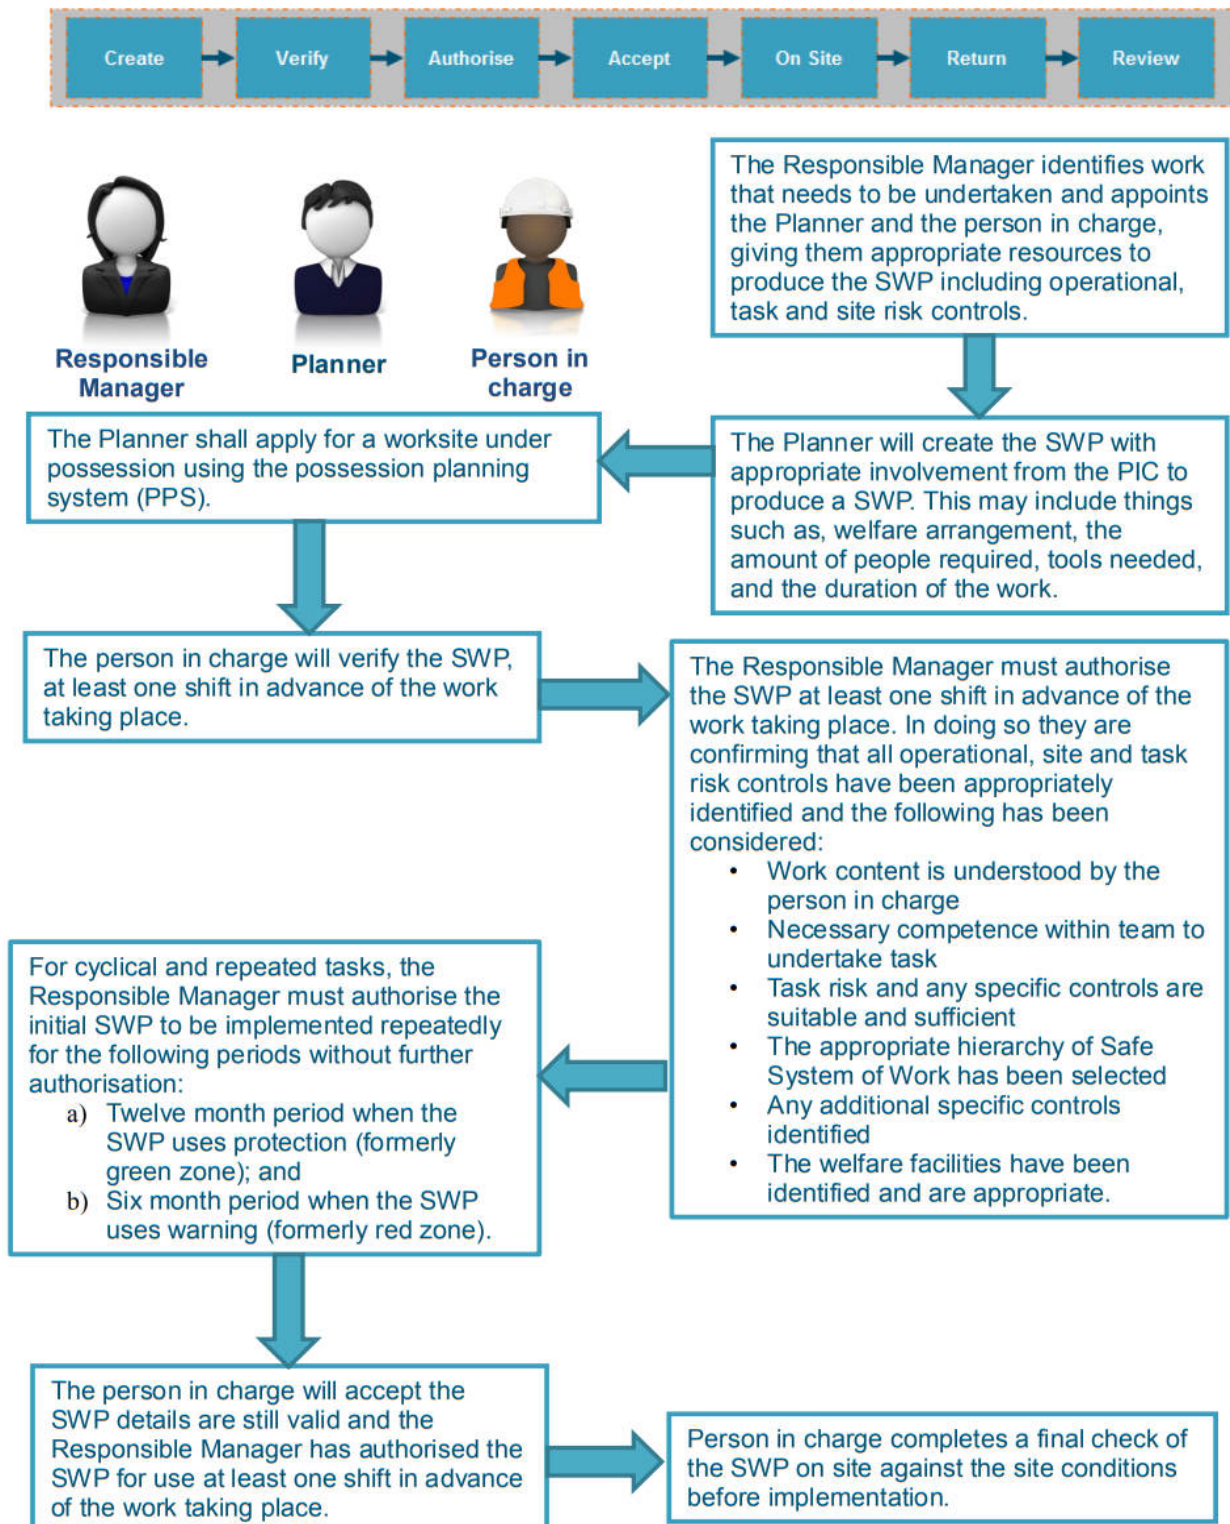 Create
Verify
Authorise
Accept
On Site
Return
Review
Responsible
Manager
Planner
Person in
charge
The Responsible Manager identifies work
that needs to be undertaken and appoints
the Planner and the person in charge,
giving them appropriate resources to
produce the SWP including operational,
task and site risk controls.
The Planner will create the SWP with
appropriate involvement from the PIC to
produce a SWP. This may include things
such as, welfare arrangement, the
amount of people required, tools needed,
and the duration of the work.
The Planner shall apply for a worksite under
possession using the possession planning
system (PPS).
The person in charge will verify the SWP,
at least one shift in advance of the work
taking place.
The Responsible Manager must authorise
the SWP at least one shift in advance of the
work taking place. In doing so they are
confirming that all operational, site and task
risk controls have been appropriately
identified and the following has been
considered:
• Work content is understood by the
person in charge
• Necessary competence within team to
undertake task
• Task risk and any specific controls are
suitable and sufficient
• The appropriate hierarchy of Safe
System of Work has been selected
• Any additional specific controls
identified
• The welfare facilities have been
identified and are appropriate.
For cyclical and repeated tasks, the
Responsible Manager must authorise the
initial SWP to be implemented repeatedly
for the following periods without further
authorisation:
a) Twelve month period when the
SWP uses protection (formerly
green zone); and
b) Six month period when the SWP
uses warning (formerly red zone).
The person in charge will accept the
SWP details are still valid and the
Responsible Manager has authorised the
SWP for use at least one shift in advance
of the work taking place.
Person in charge completes a final check of
the SWP on site against the site conditions
before implementation.